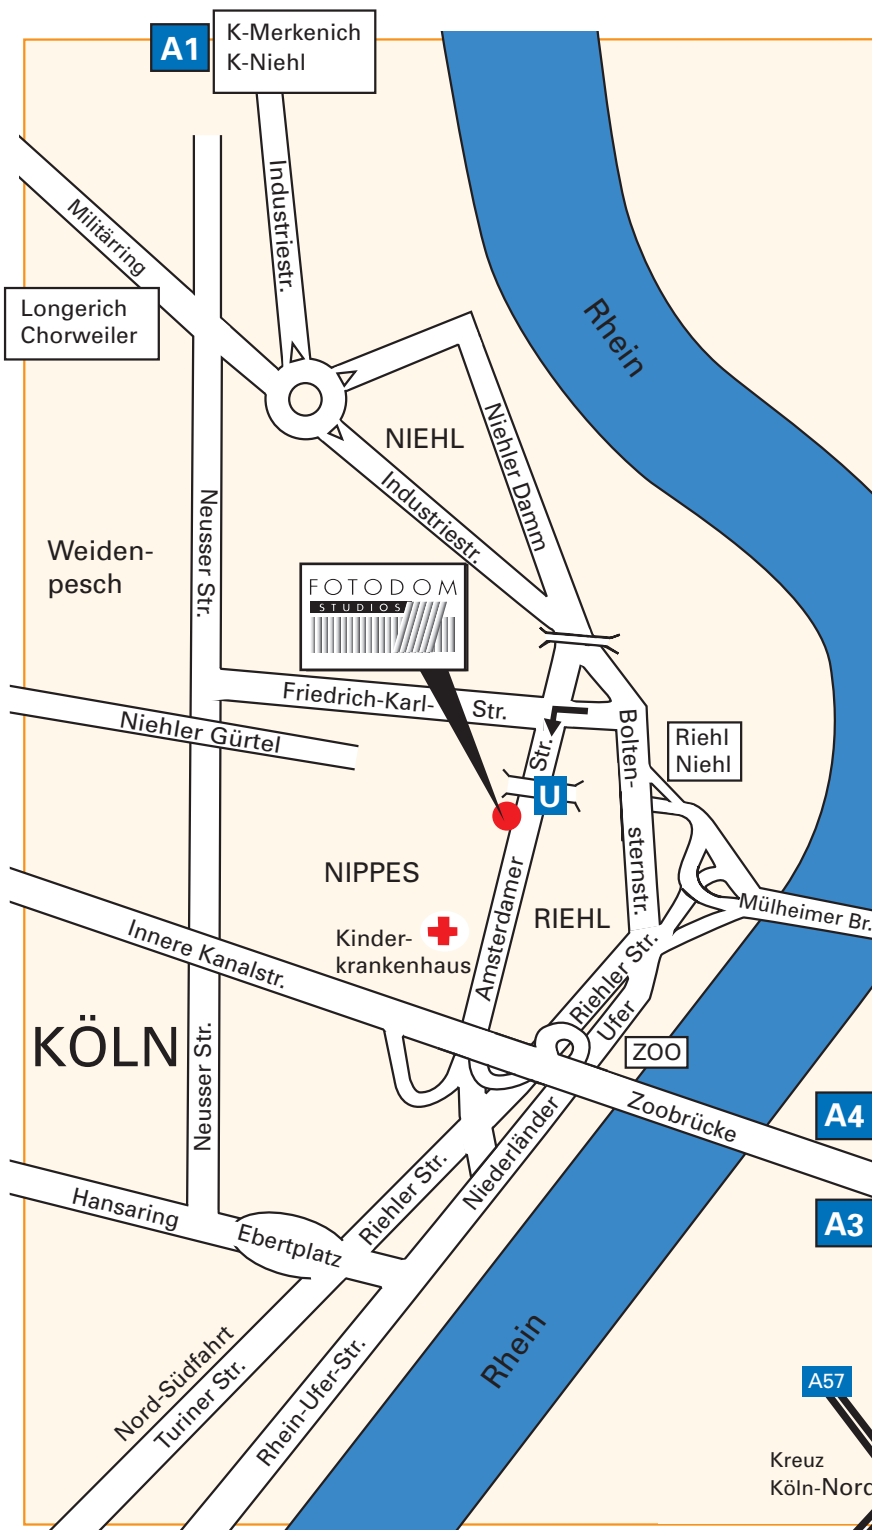 A1
K-Merkenich
K-Niehl
Industriestr.
Militärring
Longerich
Chorweiler
Rhein
NIEHL
Niehler Damm
Industriestr.
Neusser Str.
Weiden-
pesch
FOTODOM
STUDIOS
Friedrich-Karl- Str.
Niehler Gürtel
Str.
Bolten-
sternstr.
Riehl
Niehl
U
NIPPES
Amsterdamer
RIEHL
Mülheimer Br.
Kinder-
krankenhaus
Innere Kanalstr.
Riehler Str.
Ufer
KÖLN
Neusser Str.
ZOO
Zoobrücke
A4
Niederländer
Riehler Str.
Hansaring
Ebertplatz
A3
Rhein
Nord-Südfahrt
Turiner Str.
Rhein-Ufer-Str.
A57
Kreuz
Köln-Nord